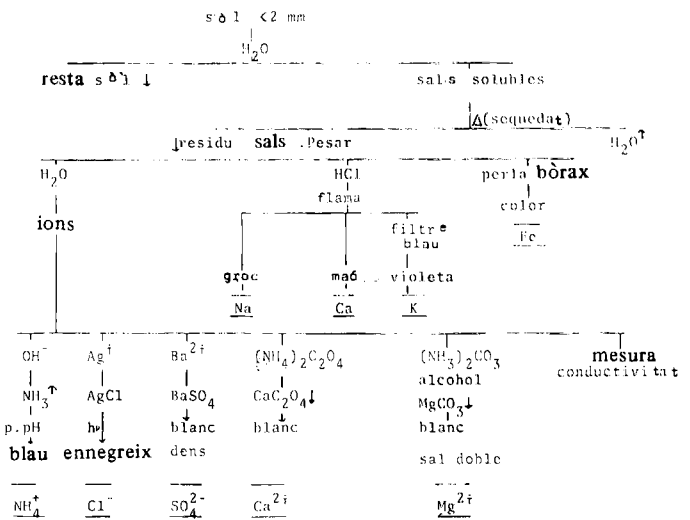 sòl <2 mm
H2O
resta sòl ↓ sals solubles
Δ(sequedat)
↓residu sals .Pesar H2O↑
H2O HCl perla bòrax
flama color
ions filtre Fe
blau
groc maó violeta
Na Ca K
OH⁻ Ag⁺ Ba²⁺ (NH4)2C2O4 (NH3)2CO3 mesura
alcohol conductivitat
NH3↑ AgCl BaSO4 CaC2O4↓ MgCO3↓
p.pH hν blanc blanc blanc
blau ennegreix dens sal doble
NH4⁺ Cl⁻ SO4²⁻ Ca²⁺ Mg²⁺